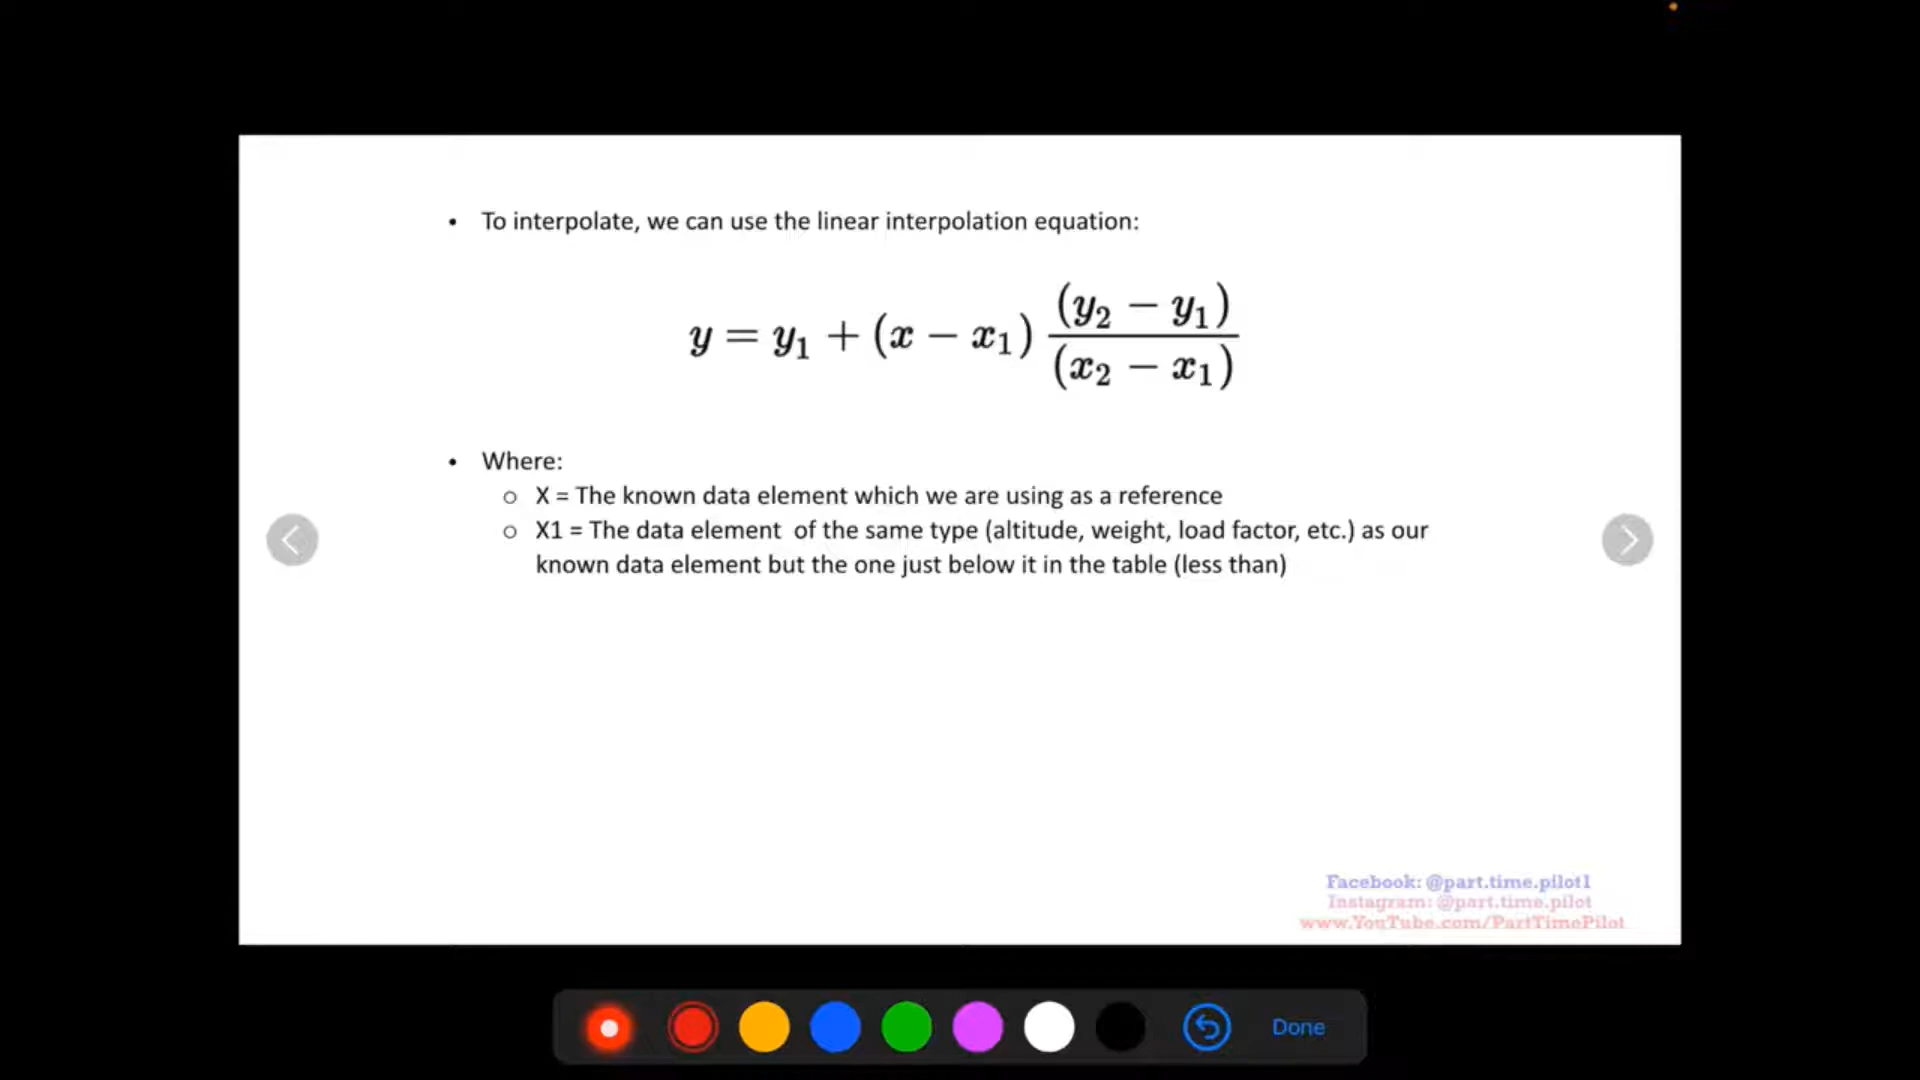 • To interpolate, we can use the linear interpolation equation:
y = y₁ + (x − x₁) (y₂ − y₁) / (x₂ − x₁)
• Where:
○ X = The known data element which we are using as a reference
○ X1 = The data element of the same type (altitude, weight, load factor, etc.) as our
known data element but the one just below it in the table (less than)
Facebook: @part.time.pilot1
Instagram: @part.time.pilot
www.YouTube.com/PartTimePilot
Done